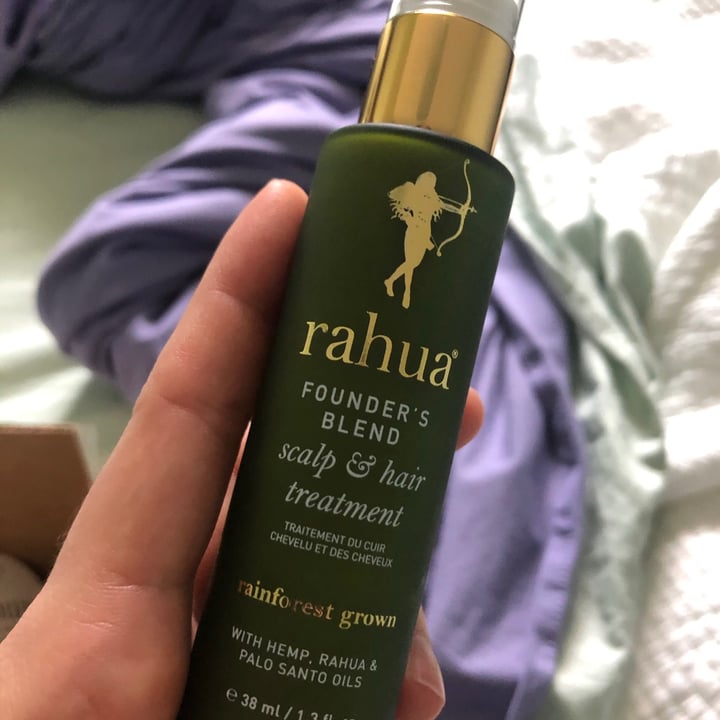 rahua®
FOUNDER'S
BLEND
scalp & hair
treatment
TRAITEMENT DU CUIR
CHEVELU ET DES CHEVEUX
rainforest grown
WITH HEMP, RAHUA &
PALO SANTO OILS
℮ 38 ml / 1.3 fl